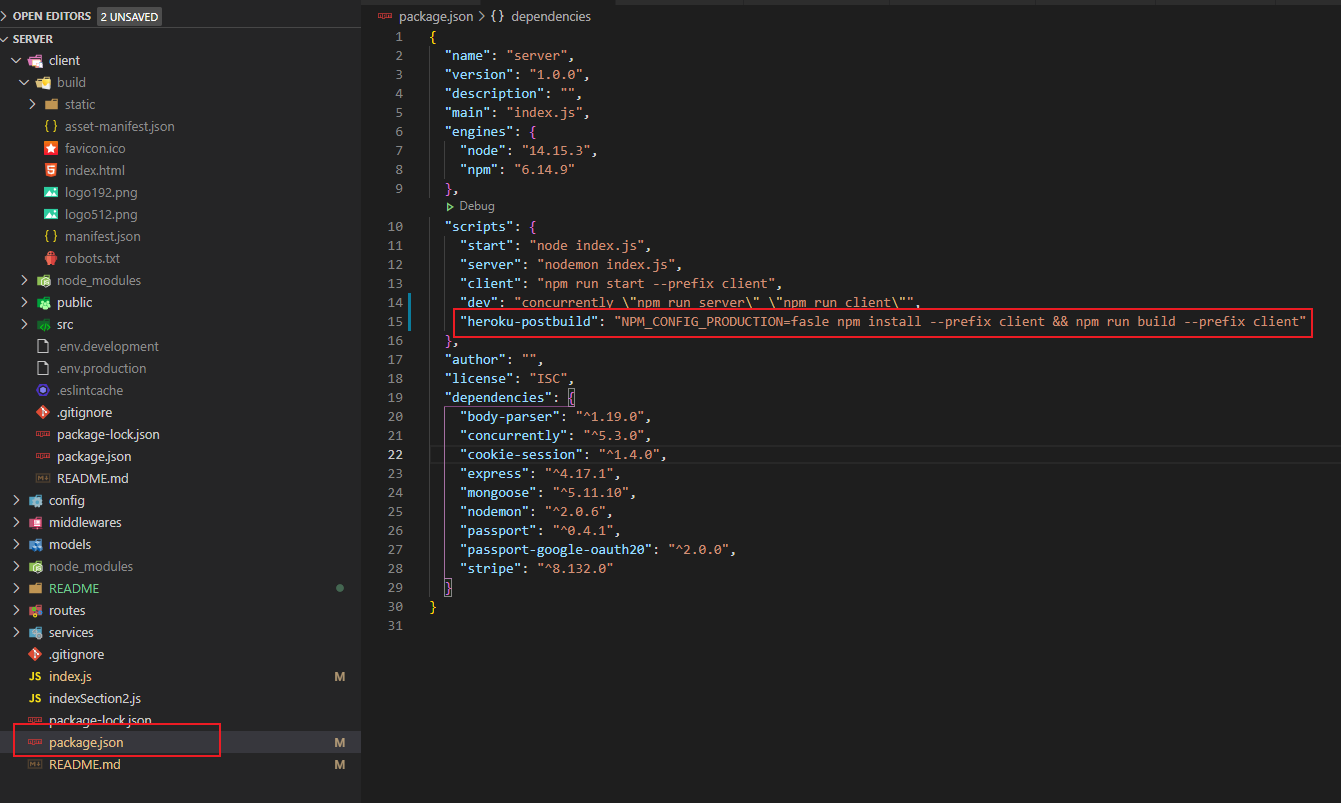 OPEN EDITORS 2 UNSAVED
SERVER
client
build
static
{ } asset-manifest.json
favicon.ico
index.html
logo192.png
logo512.png
{ } manifest.json
robots.txt
node_modules
public
src
.env.development
.env.production
.eslintcache
.gitignore
package-lock.json
package.json
README.md
config
middlewares
models
node_modules
README
routes
services
.gitignore
JS index.js M
JS indexSection2.js
package-lock.json
package.json M
README.md M
package.json > { } dependencies
1 {
2 "name": "server",
3 "version": "1.0.0",
4 "description": "",
5 "main": "index.js",
6 "engines": {
7 "node": "14.15.3",
8 "npm": "6.14.9"
9 },
Debug
10 "scripts": {
11 "start": "node index.js",
12 "server": "nodemon index.js",
13 "client": "npm run start --prefix client",
14 "dev": "concurrently \"npm run server\" \"npm run client\"",
15 "heroku-postbuild": "NPM_CONFIG_PRODUCTION=fasle npm install --prefix client && npm run build --prefix client"
16 },
17 "author": "",
18 "license": "ISC",
19 "dependencies": {
20 "body-parser": "^1.19.0",
21 "concurrently": "^5.3.0",
22 "cookie-session": "^1.4.0",
23 "express": "^4.17.1",
24 "mongoose": "^5.11.10",
25 "nodemon": "^2.0.6",
26 "passport": "^0.4.1",
27 "passport-google-oauth20": "^2.0.0",
28 "stripe": "^8.132.0"
29 }
30 }
31